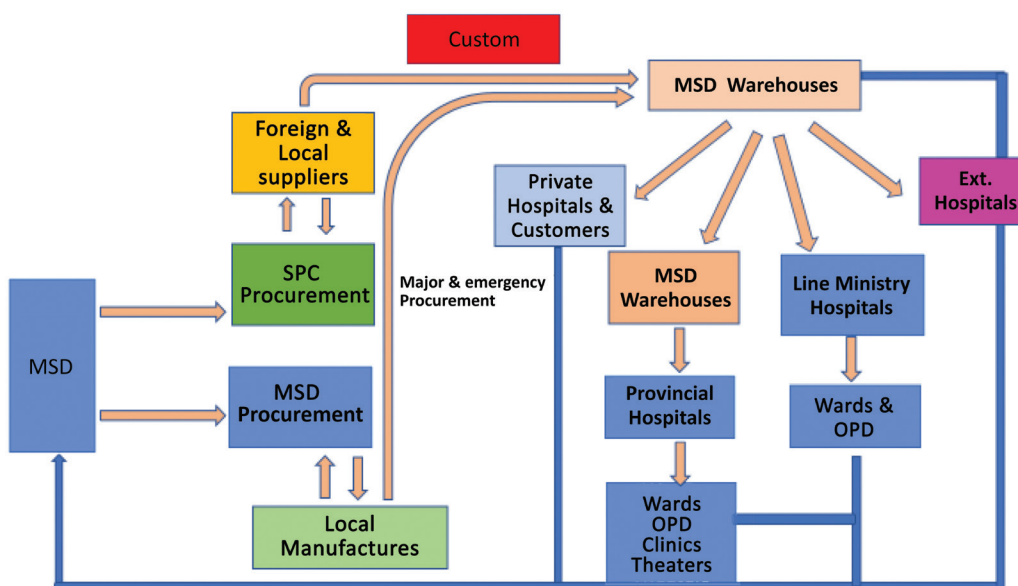 Custom
MSD Warehouses
Foreign &
Local
suppliers
Private
Hospitals &
Customers
Ext.
Hospitals
SPC
Procurement
Major & emergency
Procurement
MSD
Warehouses
Line Ministry
Hospitals
MSD
MSD
Procurement
Provincial
Hospitals
Wards &
OPD
Local
Manufactures
Wards
OPD
Clinics
Theaters